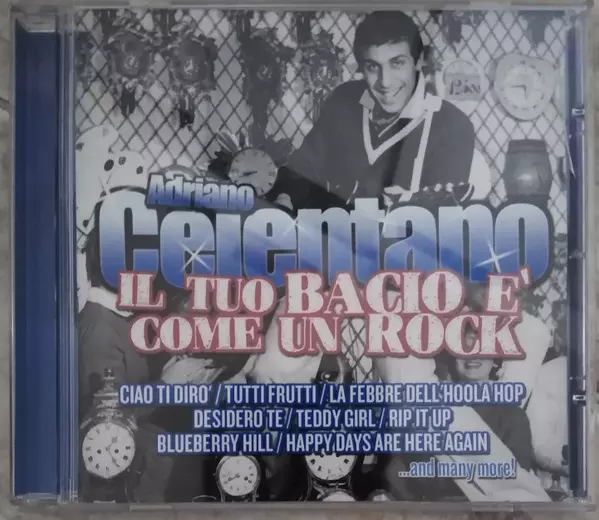 Adriano
Celentano
IL TUO BACIO E'
COME UN ROCK
CIAO TI DIRO' / TUTTI FRUTTI / LA FEBBRE DELL'HOOLA HOP
DESIDERO TE / TEDDY GIRL / RIP IT UP
BLUEBERRY HILL / HAPPY DAYS ARE HERE AGAIN
...and many more!